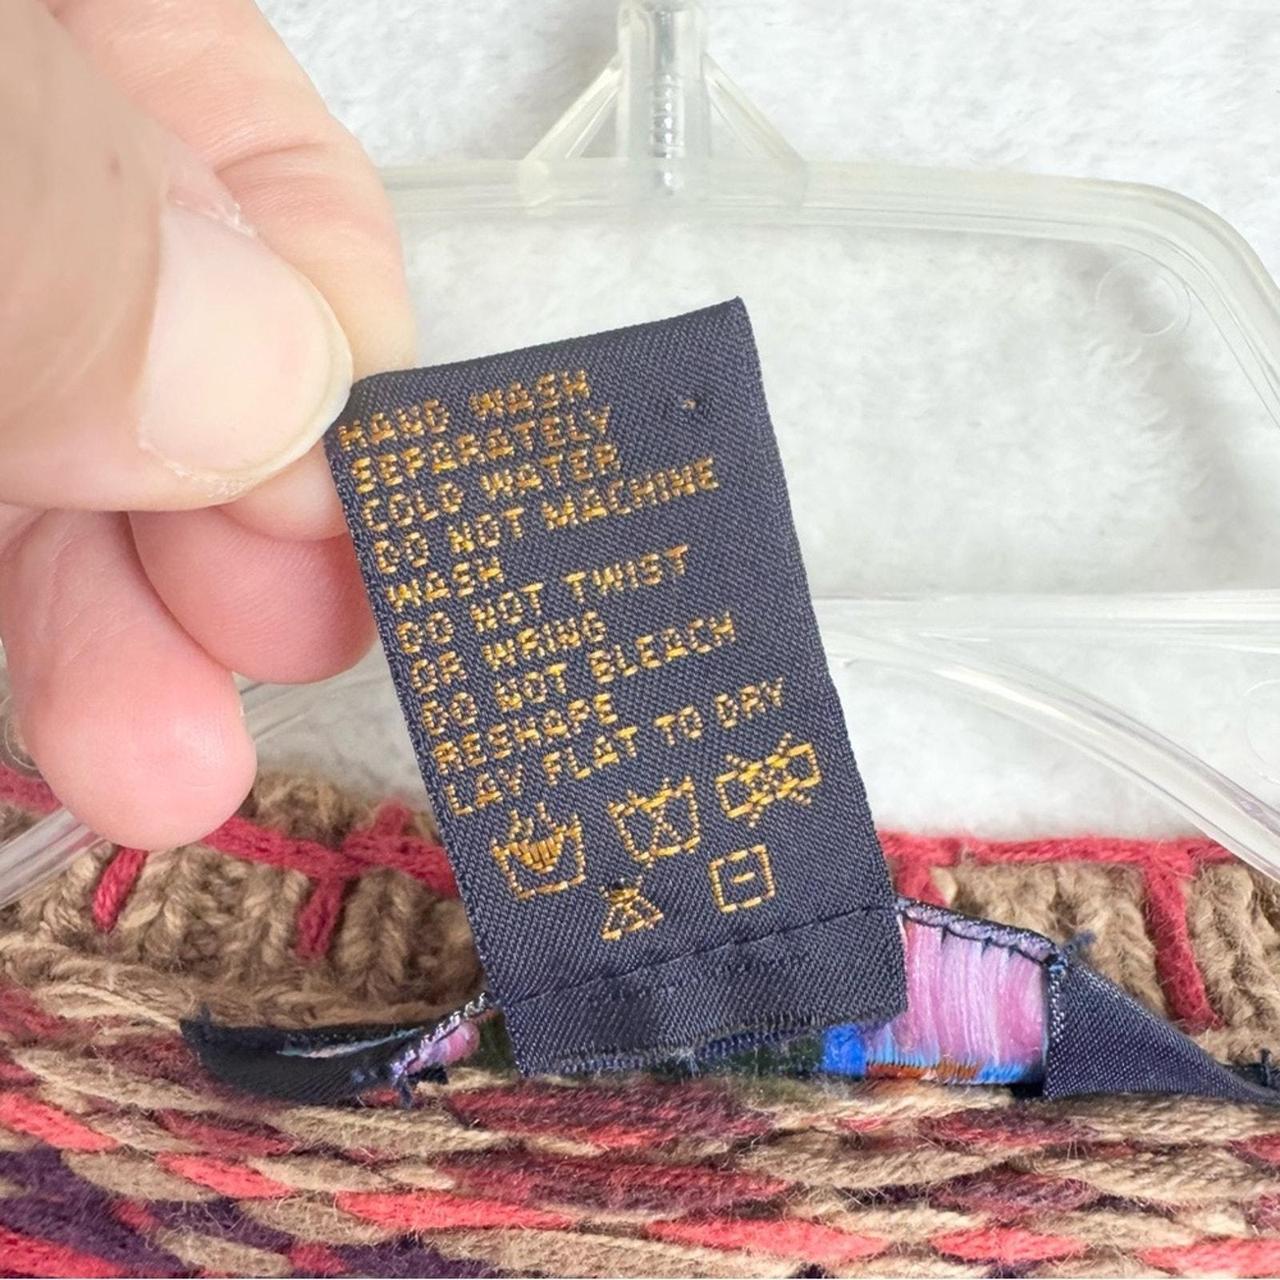 HAND WASH
SEPARATELY
COLD WATER
DO NOT MACHINE
WASH
DO NOT TWIST
OR WRING
DO NOT BLEACH
RESHAPE
LAY FLAT TO DRY